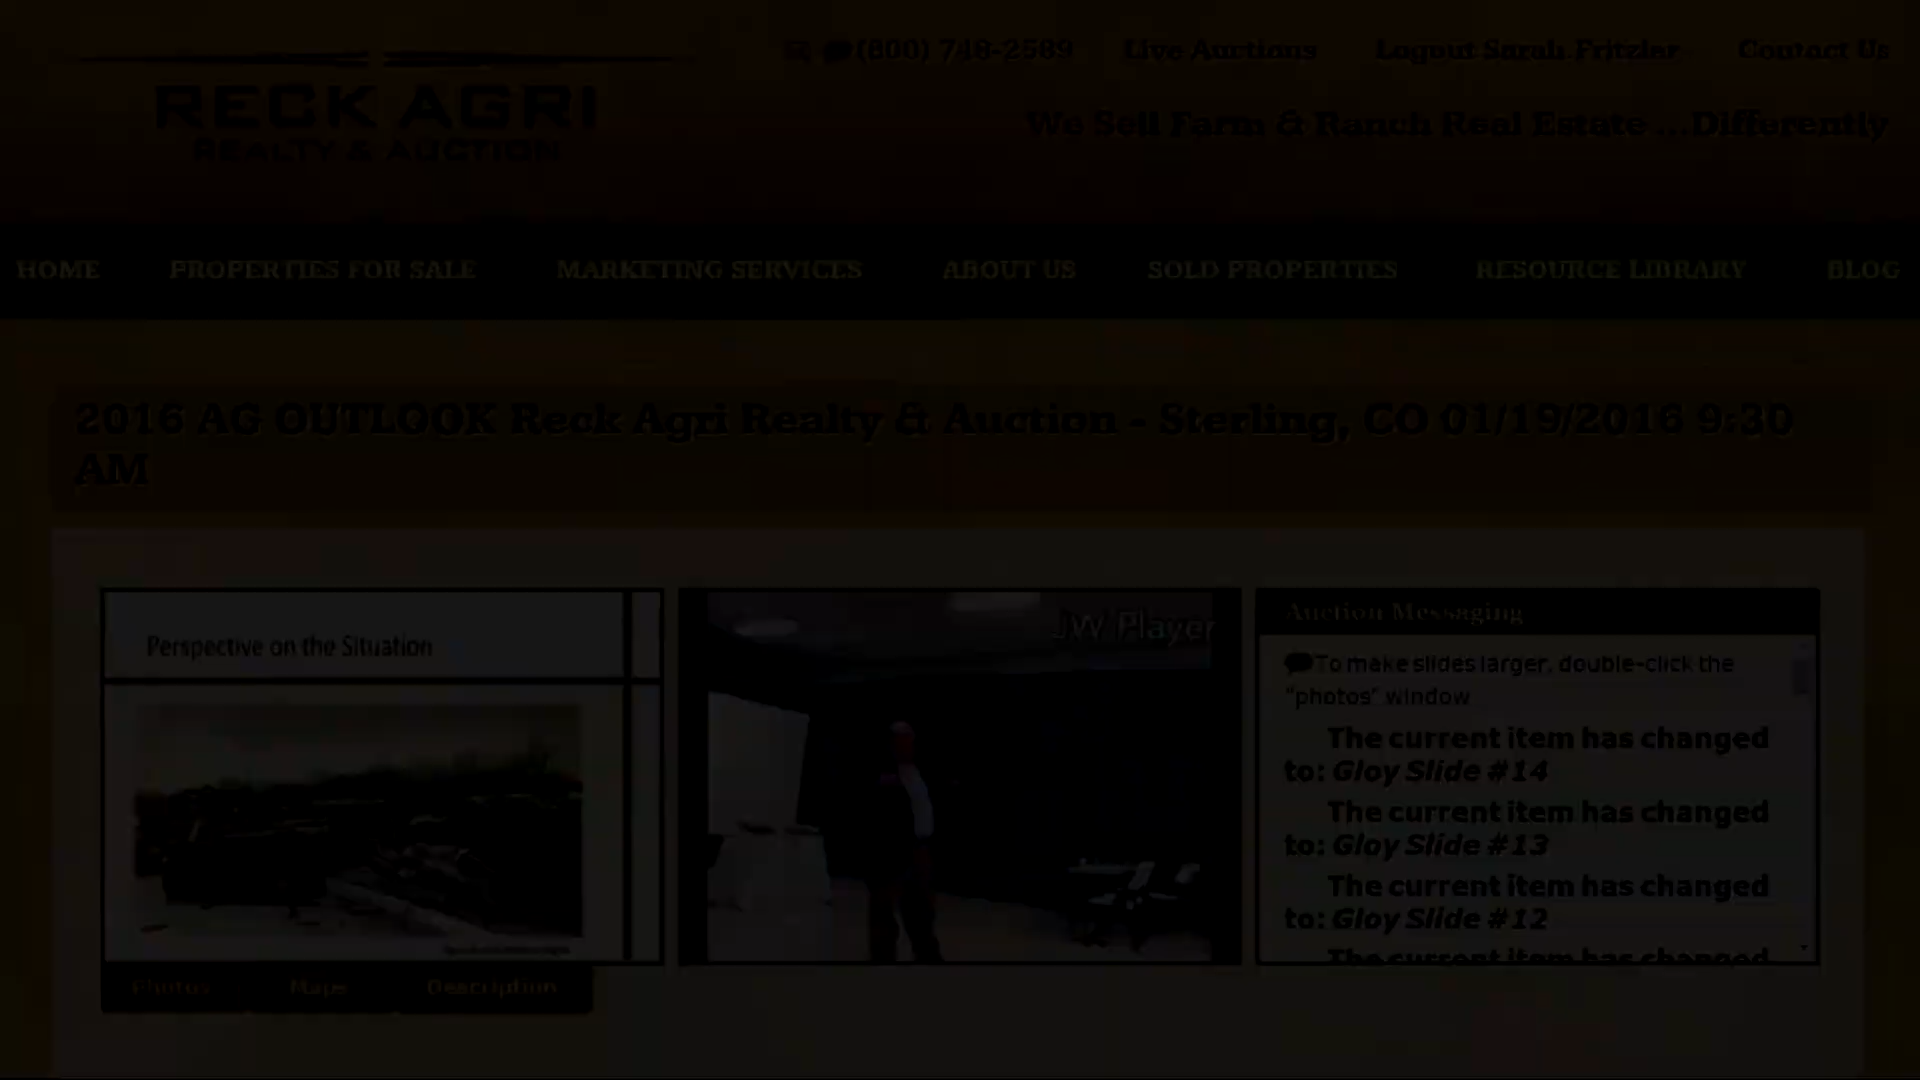 (800) 748-2589
Live Auctions
Logout Sarah Fritzler
Contact Us
RECK AGRI
REALTY & AUCTION
We Sell Farm & Ranch Real Estate ...Differently
HOME
PROPERTIES FOR SALE
MARKETING SERVICES
ABOUT US
SOLD PROPERTIES
RESOURCE LIBRARY
BLOG
2016 AG OUTLOOK Reck Agri Realty & Auction - Sterling, CO 01/19/2016 9:30
AM
Perspective on the Situation
JW Player
Auction Messaging
To make slides larger, double-click the
"photos" window
The current item has changed
to: Gloy Slide #14
The current item has changed
to: Gloy Slide #13
The current item has changed
to: Gloy Slide #12
The current item has changed
Photos
Maps
Description